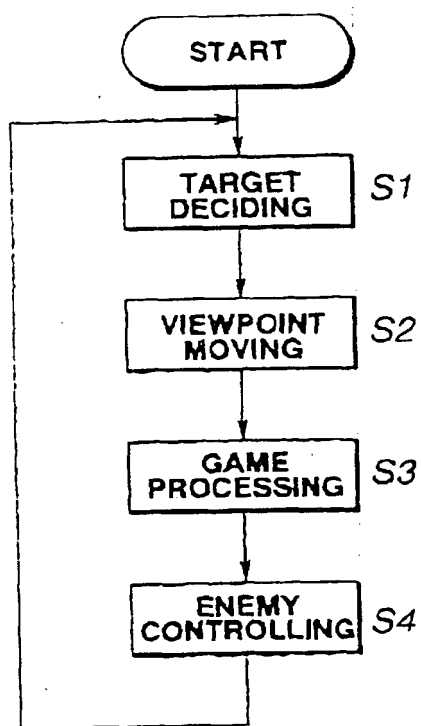 START
TARGET
DECIDING
S1
VIEWPOINT
MOVING
S2
GAME
PROCESSING
S3
ENEMY
CONTROLLING
S4